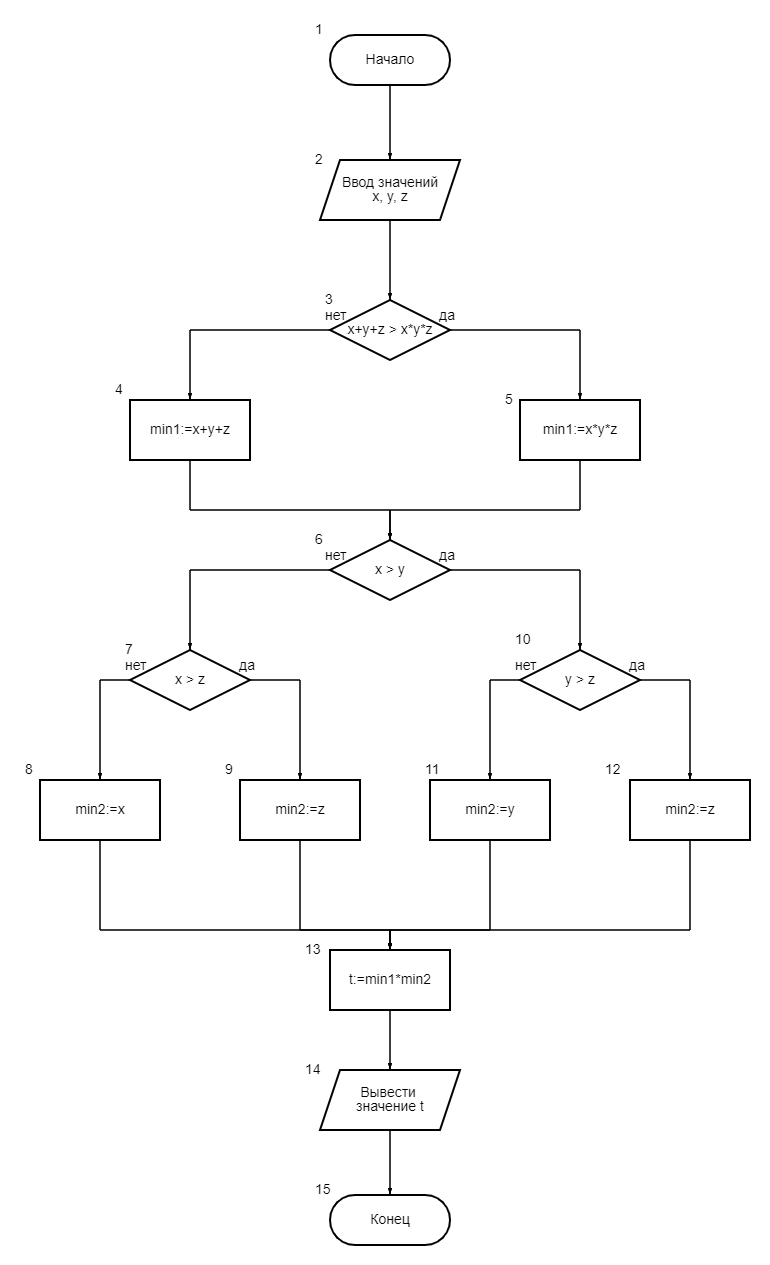 1
Начало
2
Ввод значений
x, y, z
3
нет
да
x+y+z > x*y*z
4
min1:=x+y+z
5
min1:=x*y*z
6
нет
да
x > y
7
нет
да
x > z
10
нет
да
y > z
8
min2:=x
9
min2:=z
11
min2:=y
12
min2:=z
13
t:=min1*min2
14
Вывести
значение t
15
Конец